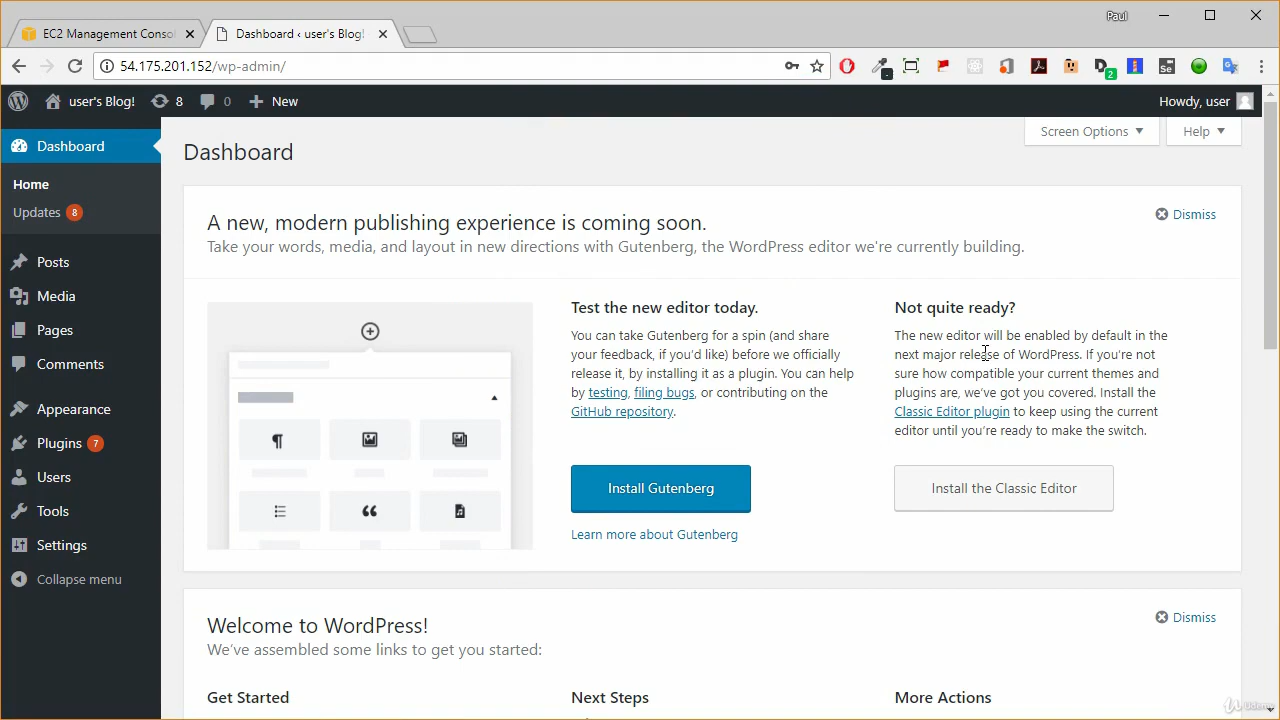 Paul
EC2 Management Consol
Dashboard ‹ user's Blog!
54.175.201.152/wp-admin/
2
Se
user's Blog!
8
0
New
Howdy, user
Dashboard
Home
Updates 8
Posts
Media
Pages
Comments
Appearance
Plugins 7
Users
Tools
Settings
Collapse menu
Screen Options
Help
Dashboard
A new, modern publishing experience is coming soon.
Dismiss
Take your words, media, and layout in new directions with Gutenberg, the WordPress editor we're currently building.
Test the new editor today.
You can take Gutenberg for a spin (and share
your feedback, if you'd like) before we officially
release it, by installing it as a plugin. You can help
by testing, filing bugs, or contributing on the
GitHub repository.
Install Gutenberg
Learn more about Gutenberg
Not quite ready?
The new editor will be enabled by default in the
next major release of WordPress. If you're not
sure how compatible your current themes and
plugins are, we've got you covered. Install the
Classic Editor plugin to keep using the current
editor until you're ready to make the switch.
Install the Classic Editor
Welcome to WordPress!
Dismiss
We've assembled some links to get you started:
Get Started
Next Steps
More Actions
Udemy